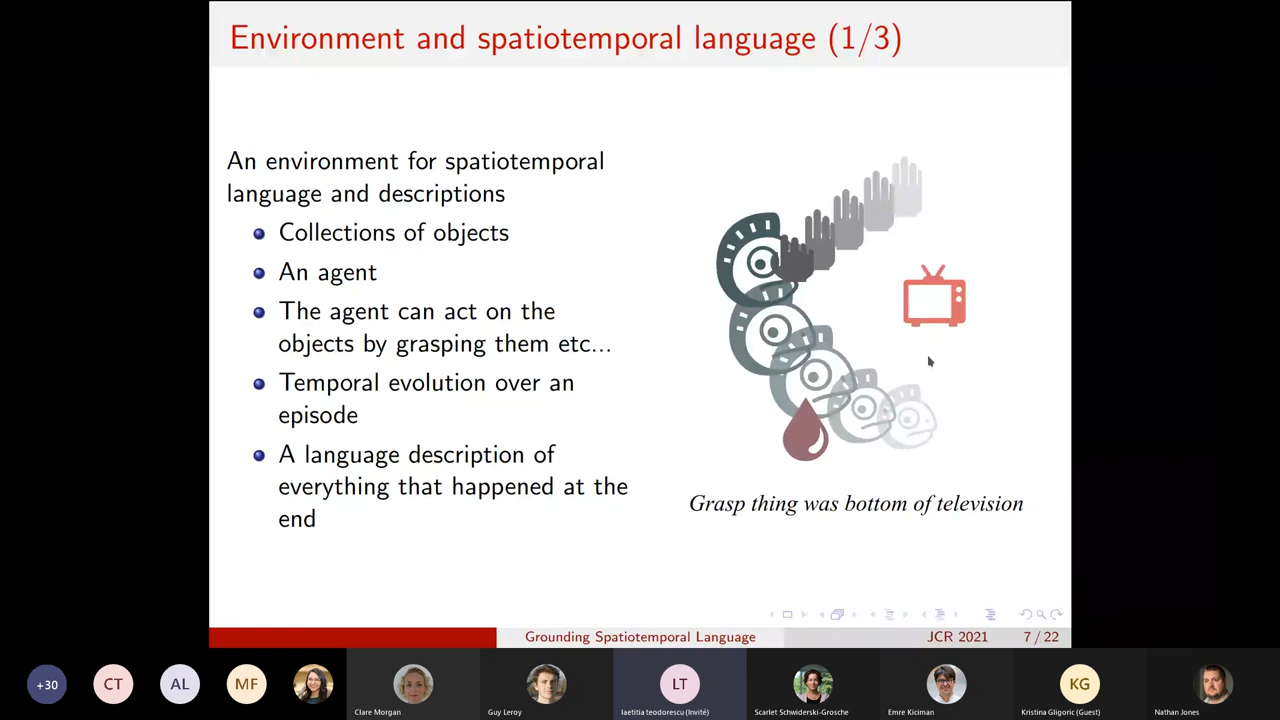 Environment and spatiotemporal language (1/3)
An environment for spatiotemporal
language and descriptions
Collections of objects
An agent
The agent can act on the
objects by grasping them etc...
Temporal evolution over an
episode
A language description of
everything that happened at the
end
Grasp thing was bottom of television
Grounding Spatiotemporal Language
JCR 2021
7 / 22
+30
CT
AL
MF
LT
KG
Clare Morgan
Guy Leroy
laetitia teodorescu (Invité)
Scarlet Schwiderski-Grosche
Emre Kiciman
Kristina Gligoric (Guest)
Nathan Jones